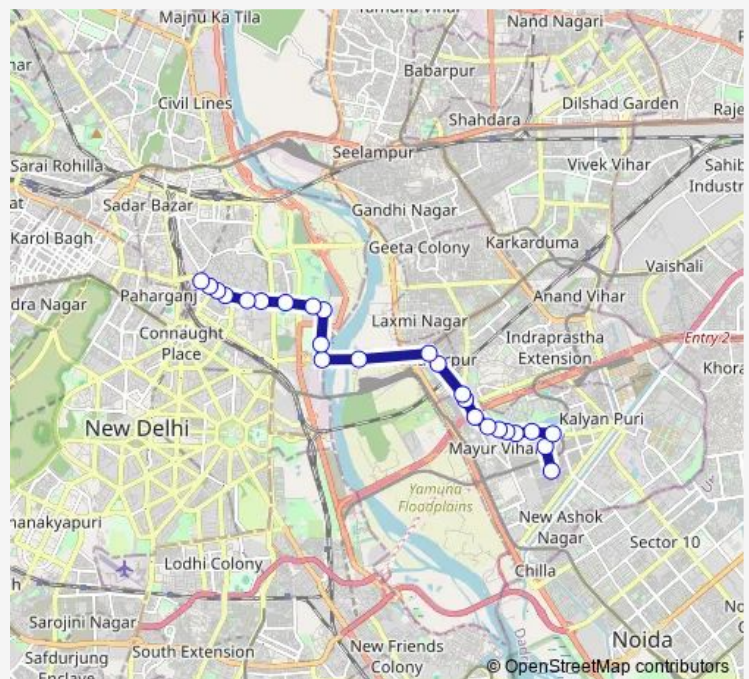 Majnu Ka Tila
Nand Nagari
Babarpur
Civil Lines
Dilshad Garden
Shahdara
Seelampur
Sarai Rohilla
Vivek Vihar
Sadar Bazar
Gandhi Nagar
Karol Bagh
Geeta Colony
Karkarduma
Vaishali
Paharganj
Anand Vihar
Connaught
Place
Laxmi Nagar
Indraprastha
Extension
Entry 2
Kalyan Puri
New Delhi
Mayur Viha
Yamuna
Floodplains
New Ashok
Nagar
Sector 10
Lodhi Colony
Chilla
Sarojini Nagar
South Extension
New Friends
Colony
Noida
Safdurjung
© OpenStreetMap contributors